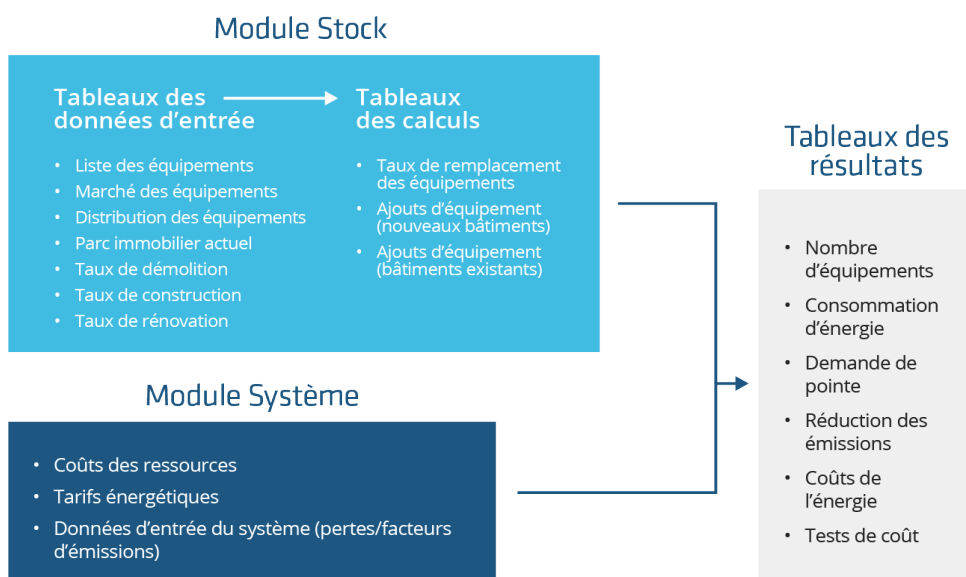 Module Stock
Tableaux des
données d’entrée
• Liste des équipements
• Marché des équipements
• Distribution des équipements
• Parc immobilier actuel
• Taux de démolition
• Taux de construction
• Taux de rénovation
Tableaux
des calculs
• Taux de remplacement
des équipements
• Ajouts d’équipement
(nouveaux bâtiments)
• Ajouts d’équipement
(bâtiments existants)
Module Système
• Coûts des ressources
• Tarifs énergétiques
• Données d’entrée du système (pertes/facteurs
d’émissions)
Tableaux des
résultats
• Nombre
d’équipements
• Consommation
d’énergie
• Demande de
pointe
• Réduction des
émissions
• Coûts de
l’énergie
• Tests de coût